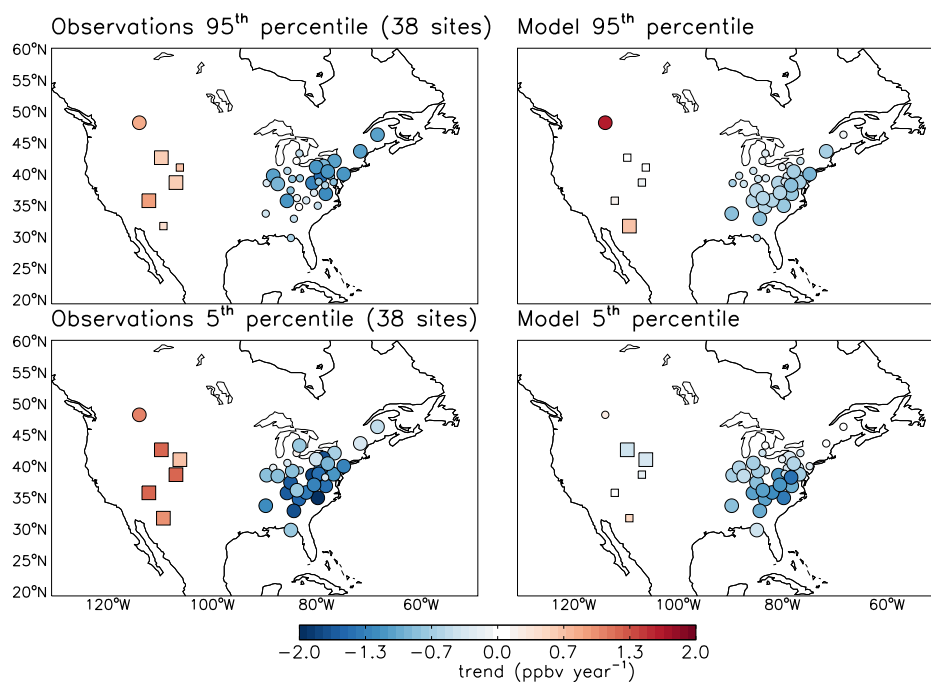 Observations 95th percentile (38 sites)
Model 95th percentile
60°N
55°N
50°N
45°N
40°N
35°N
30°N
25°N
20°N
Observations 5th percentile (38 sites)
Model 5th percentile
60°N
55°N
50°N
45°N
40°N
35°N
30°N
25°N
20°N
120°W 100°W 80°W 60°W 120°W 100°W 80°W 60°W
−2.0 −1.3 −0.7 0.0 0.7 1.3 2.0
trend (ppbv year−1)